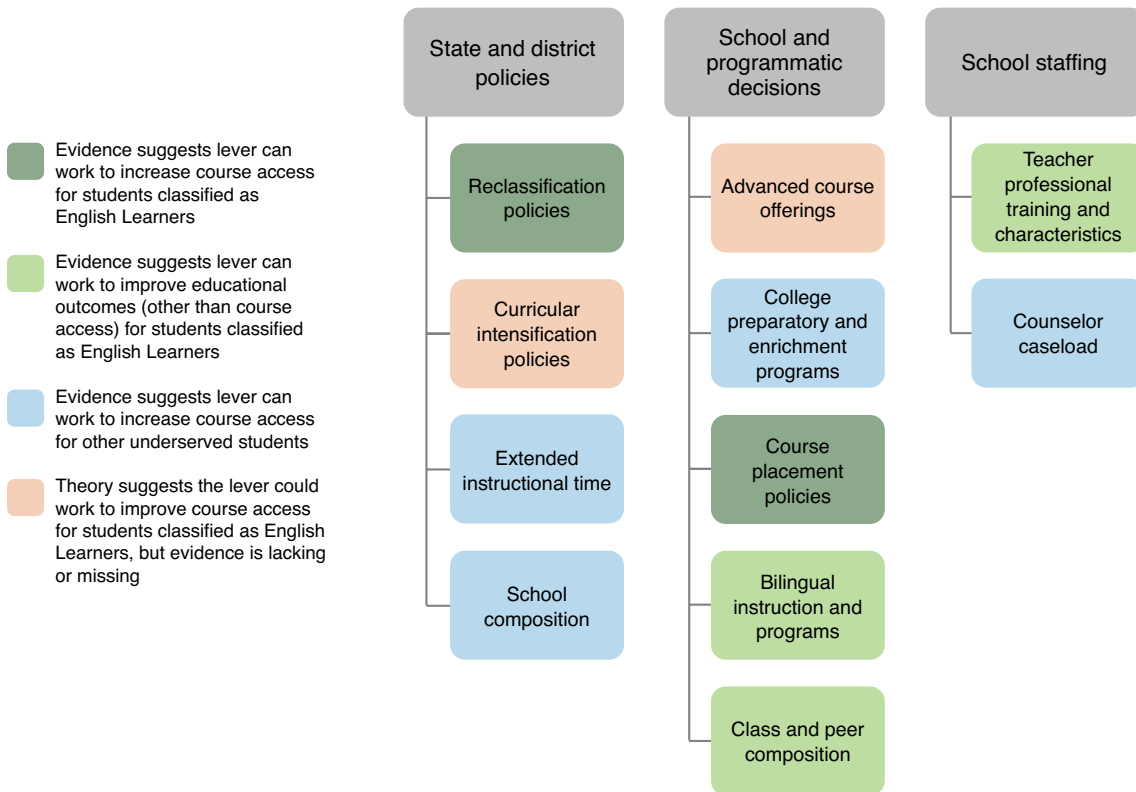 State and district
policies
School and
programmatic
decisions
School staffing
Evidence suggests lever can
work to increase course access
for students classified as
English Learners
Evidence suggests lever can
work to improve educational
outcomes (other than course
access) for students classified
as English Learners
Evidence suggests lever can
work to increase course access
for other underserved students
Theory suggests the lever could
work to improve course access
for students classified as English
Learners, but evidence is lacking
or missing
Reclassification
policies
Curricular
intensification
policies
Extended
instructional time
School
composition
Advanced course
offerings
College
preparatory and
enrichment
programs
Course
placement
policies
Bilingual
instruction and
programs
Class and peer
composition
Teacher
professional
training and
characteristics
Counselor
caseload